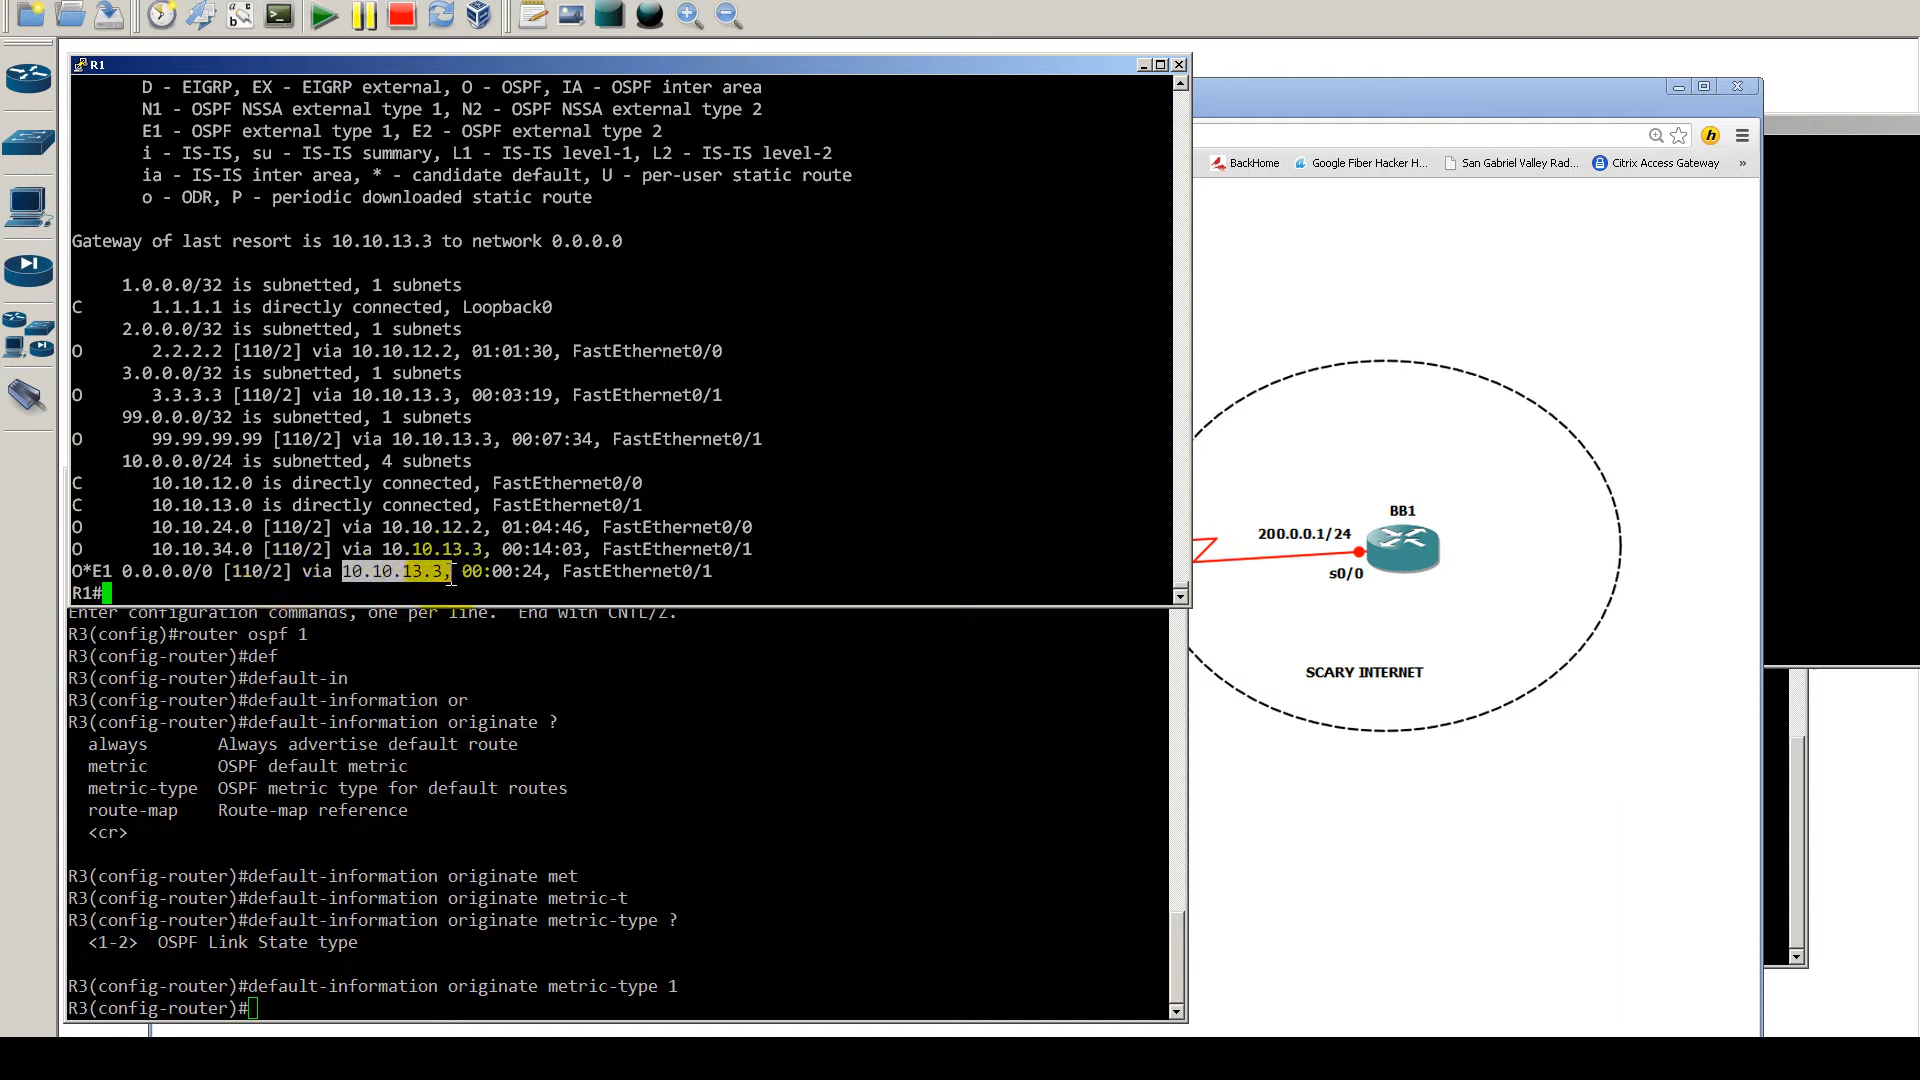 R1
D - EIGRP, EX - EIGRP external, O - OSPF, IA - OSPF inter area
N1 - OSPF NSSA external type 1, N2 - OSPF NSSA external type 2
E1 - OSPF external type 1, E2 - OSPF external type 2
i - IS-IS, su - IS-IS summary, L1 - IS-IS level-1, L2 - IS-IS level-2
ia - IS-IS inter area, * - candidate default, U - per-user static route
o - ODR, P - periodic downloaded static route
Gateway of last resort is 10.10.13.3 to network 0.0.0.0
1.0.0.0/32 is subnetted, 1 subnets
C 1.1.1.1 is directly connected, Loopback0
2.0.0.0/32 is subnetted, 1 subnets
O 2.2.2.2 [110/2] via 10.10.12.2, 01:01:30, FastEthernet0/0
3.0.0.0/32 is subnetted, 1 subnets
O 3.3.3.3 [110/2] via 10.10.13.3, 00:03:19, FastEthernet0/1
99.0.0.0/32 is subnetted, 1 subnets
O 99.99.99.99 [110/2] via 10.10.13.3, 00:07:34, FastEthernet0/1
10.0.0.0/24 is subnetted, 4 subnets
C 10.10.12.0 is directly connected, FastEthernet0/0
C 10.10.13.0 is directly connected, FastEthernet0/1
O 10.10.24.0 [110/2] via 10.10.12.2, 01:04:46, FastEthernet0/0
O 10.10.34.0 [110/2] via 10.10.13.3, 00:14:03, FastEthernet0/1
O*E1 0.0.0.0/0 [110/2] via 10.10.13.3, 00:00:24, FastEthernet0/1
R1#
Enter configuration commands, one per line. End with CNTL/Z.
R3(config)#router ospf 1
R3(config-router)#def
R3(config-router)#default-in
R3(config-router)#default-information or
R3(config-router)#default-information originate ?
always Always advertise default route
metric OSPF default metric
metric-type OSPF metric type for default routes
route-map Route-map reference
<cr>
R3(config-router)#default-information originate met
R3(config-router)#default-information originate metric-t
R3(config-router)#default-information originate metric-type ?
<1-2> OSPF Link State type
R3(config-router)#default-information originate metric-type 1
R3(config-router)#
h
BackHome Google Fiber Hacker H... San Gabriel Valley Rad... Citrix Access Gateway »
BB1
200.0.0.1/24
s0/0
SCARY INTERNET